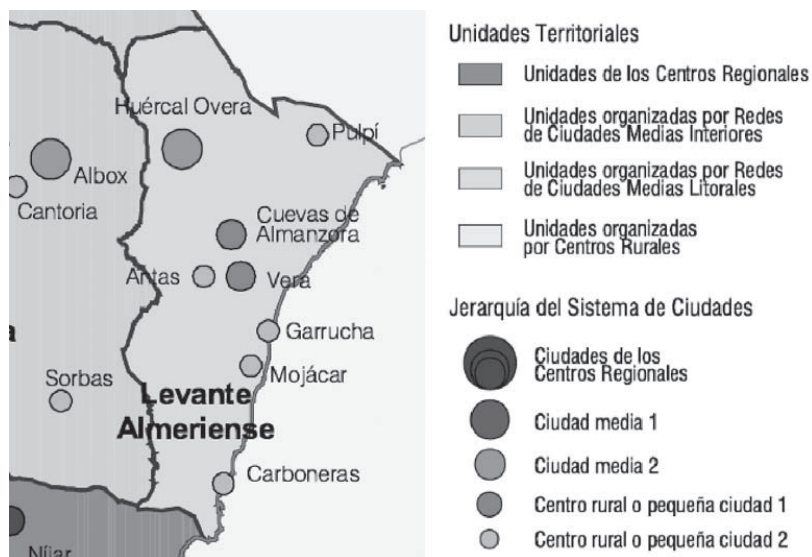 Huércal Overa
Pulpí
Albox
Cantoria
Cuevas de
Almanzora
Antas
Vera
Garrucha
Mojácar
Sorbas
Levante
Almeriense
Carboneras
Níjar
a
Unidades Territoriales
Unidades de los Centros Regionales
Unidades organizadas por Redes
de Ciudades Medias Interiores
Unidades organizadas por Redes
de Ciudades Medias Litorales
Unidades organizadas
por Centros Rurales
Jerarquía del Sistema de Ciudades
Ciudades de los
Centros Regionales
Ciudad media 1
Ciudad media 2
Centro rural o pequeña ciudad 1
Centro rural o pequeña ciudad 2